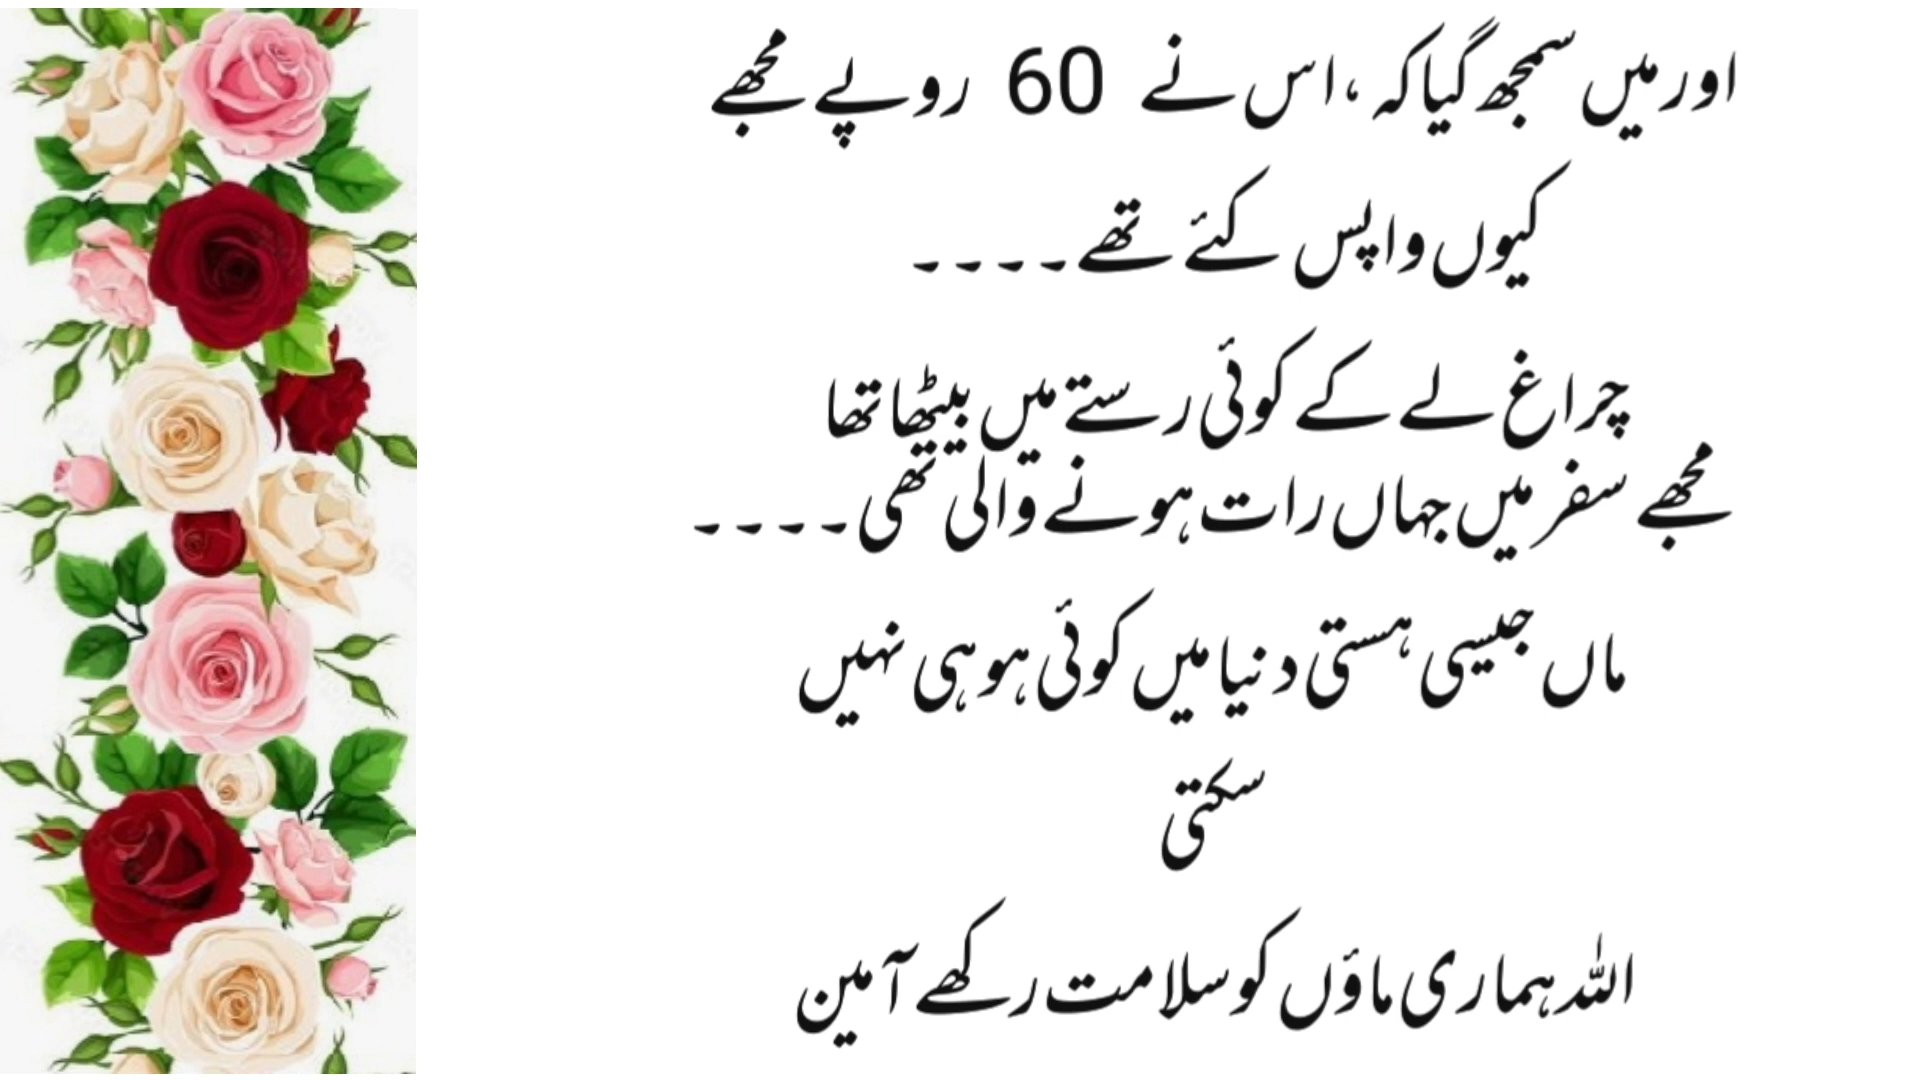 اور میں سمجھ گیا کہ ،اس نے 60 روپے مجھے
کیوں واپس کئے تھے۔۔۔۔
چراغ لے کے کوئی رستے میں بیٹھا تھا
مجھے سفر میں جہاں رات ہونے والی تھی۔۔۔۔
ماں جیسی ہستی دنیا میں کوئی ہو ہی نہیں
سکتی
اللہ ہماری ماؤں کو سلامت رکھے آمین